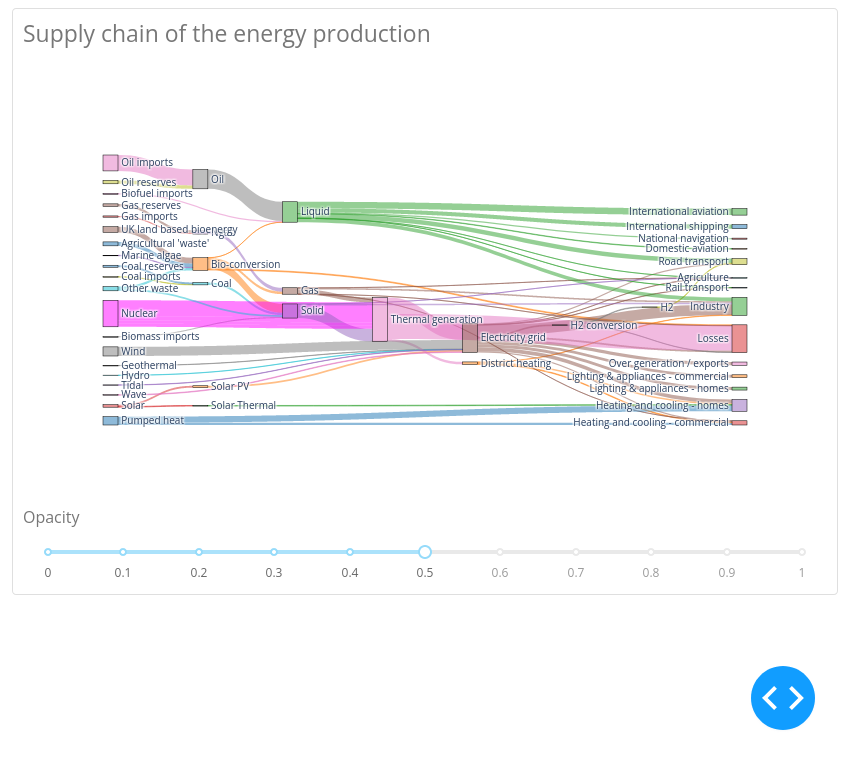 Supply chain of the energy production
Oil imports
Oil
Oil reserves
Biofuel imports
Gas reserves
Gas imports
UK land based bioenergy
Agricultural 'waste'
Marine algae
Coal reserves
Coal imports
Other waste
Nuclear
Biomass imports
Wind
Geothermal
Hydro
Tidal
Wave
Solar
Pumped heat
Bio-conversion
Coal
Solar PV
Solar Thermal
Liquid
Gas
Solid
Thermal generation
Electricity grid
District heating
H2 conversion
H2
International aviation
International shipping
National navigation
Domestic aviation
Road transport
Agriculture
Rail transport
Industry
Losses
Over generation / exports
Lighting & appliances - commercial
Lighting & appliances - homes
Heating and cooling - homes
Heating and cooling - commercial
Opacity
0 0.1 0.2 0.3 0.4 0.5 0.6 0.7 0.8 0.9 1